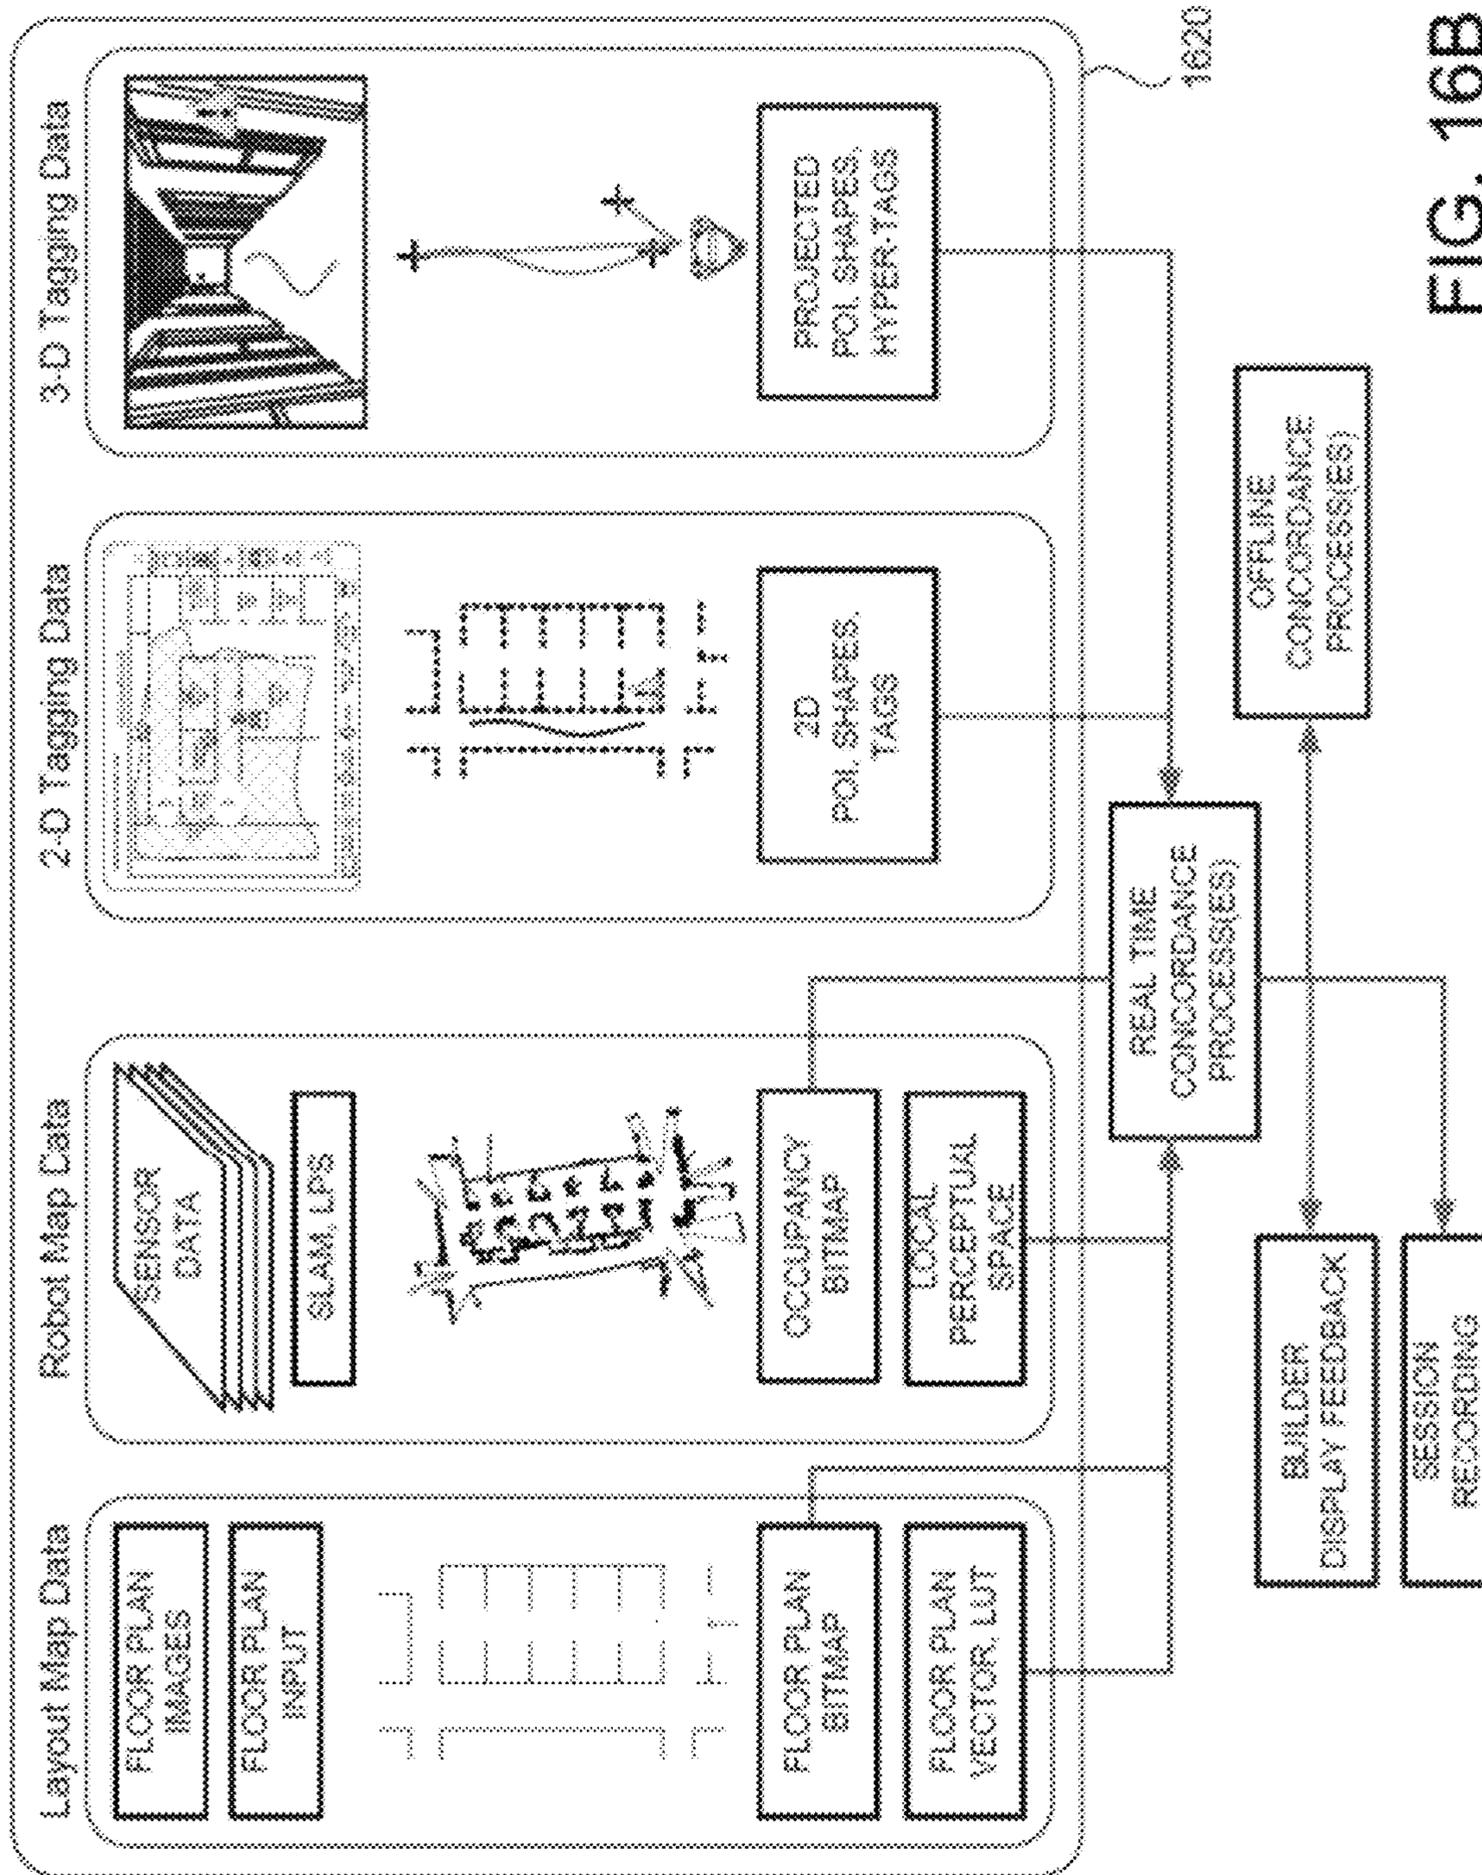 Layout Map Data
FLOOR PLAN
IMAGES
FLOOR PLAN
INPUT
FLOOR PLAN
BITMAP
FLOOR PLAN
VECTOR, LUT
Robot Map Data
SENSOR
DATA
SLAM, LPS
OCCUPANCY
BITMAP
LOCAL
PERCEPTUAL
SPACE
2-D Tagging Data
2D
POI, SHAPES,
TAGS
3-D Tagging Data
PROJECTED
POI, SHAPES,
HYPER-TAGS
1620
REAL TIME
CONCORDANCE
PROCESS(ES)
OFFLINE
CONCORDANCE
PROCESS(ES)
BUILDER
DISPLAY FEEDBACK
SESSION
RECORDING
FIG. 16B